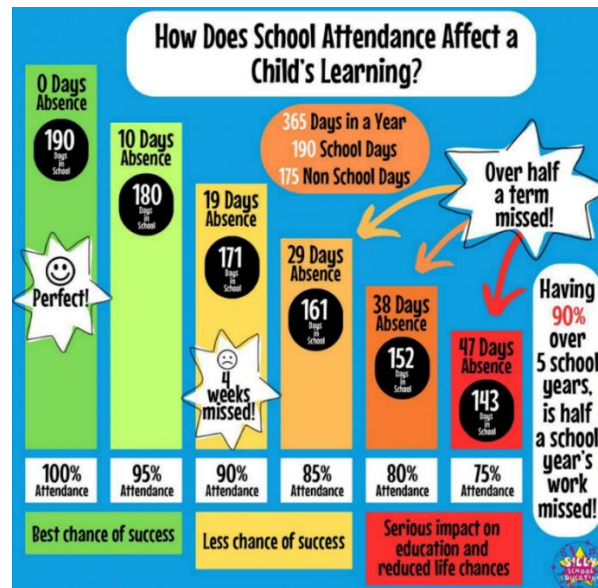 How Does School Attendance Affect a
Child's Learning?
0 Days
Absence
190
Days
in
School
Perfect!
10 Days
Absence
180
Days
in
School
19 Days
Absence
171
Days
in
School
4
weeks
missed!
365 Days in a Year
190 School Days
175 Non School Days
29 Days
Absence
161
Days
in
School
38 Days
Absence
152
Days
in
School
47 Days
Absence
143
Days
in
School
Over half
a term
missed!
Having
90%
over
5 school
years,
is half
a school
year's
work
missed!
100%
Attendance
95%
Attendance
90%
Attendance
85%
Attendance
80%
Attendance
75%
Attendance
Best chance of success
Less chance of success
Serious impact on
education and
reduced life chances
SILLY
SCHOOL
EDUCATION